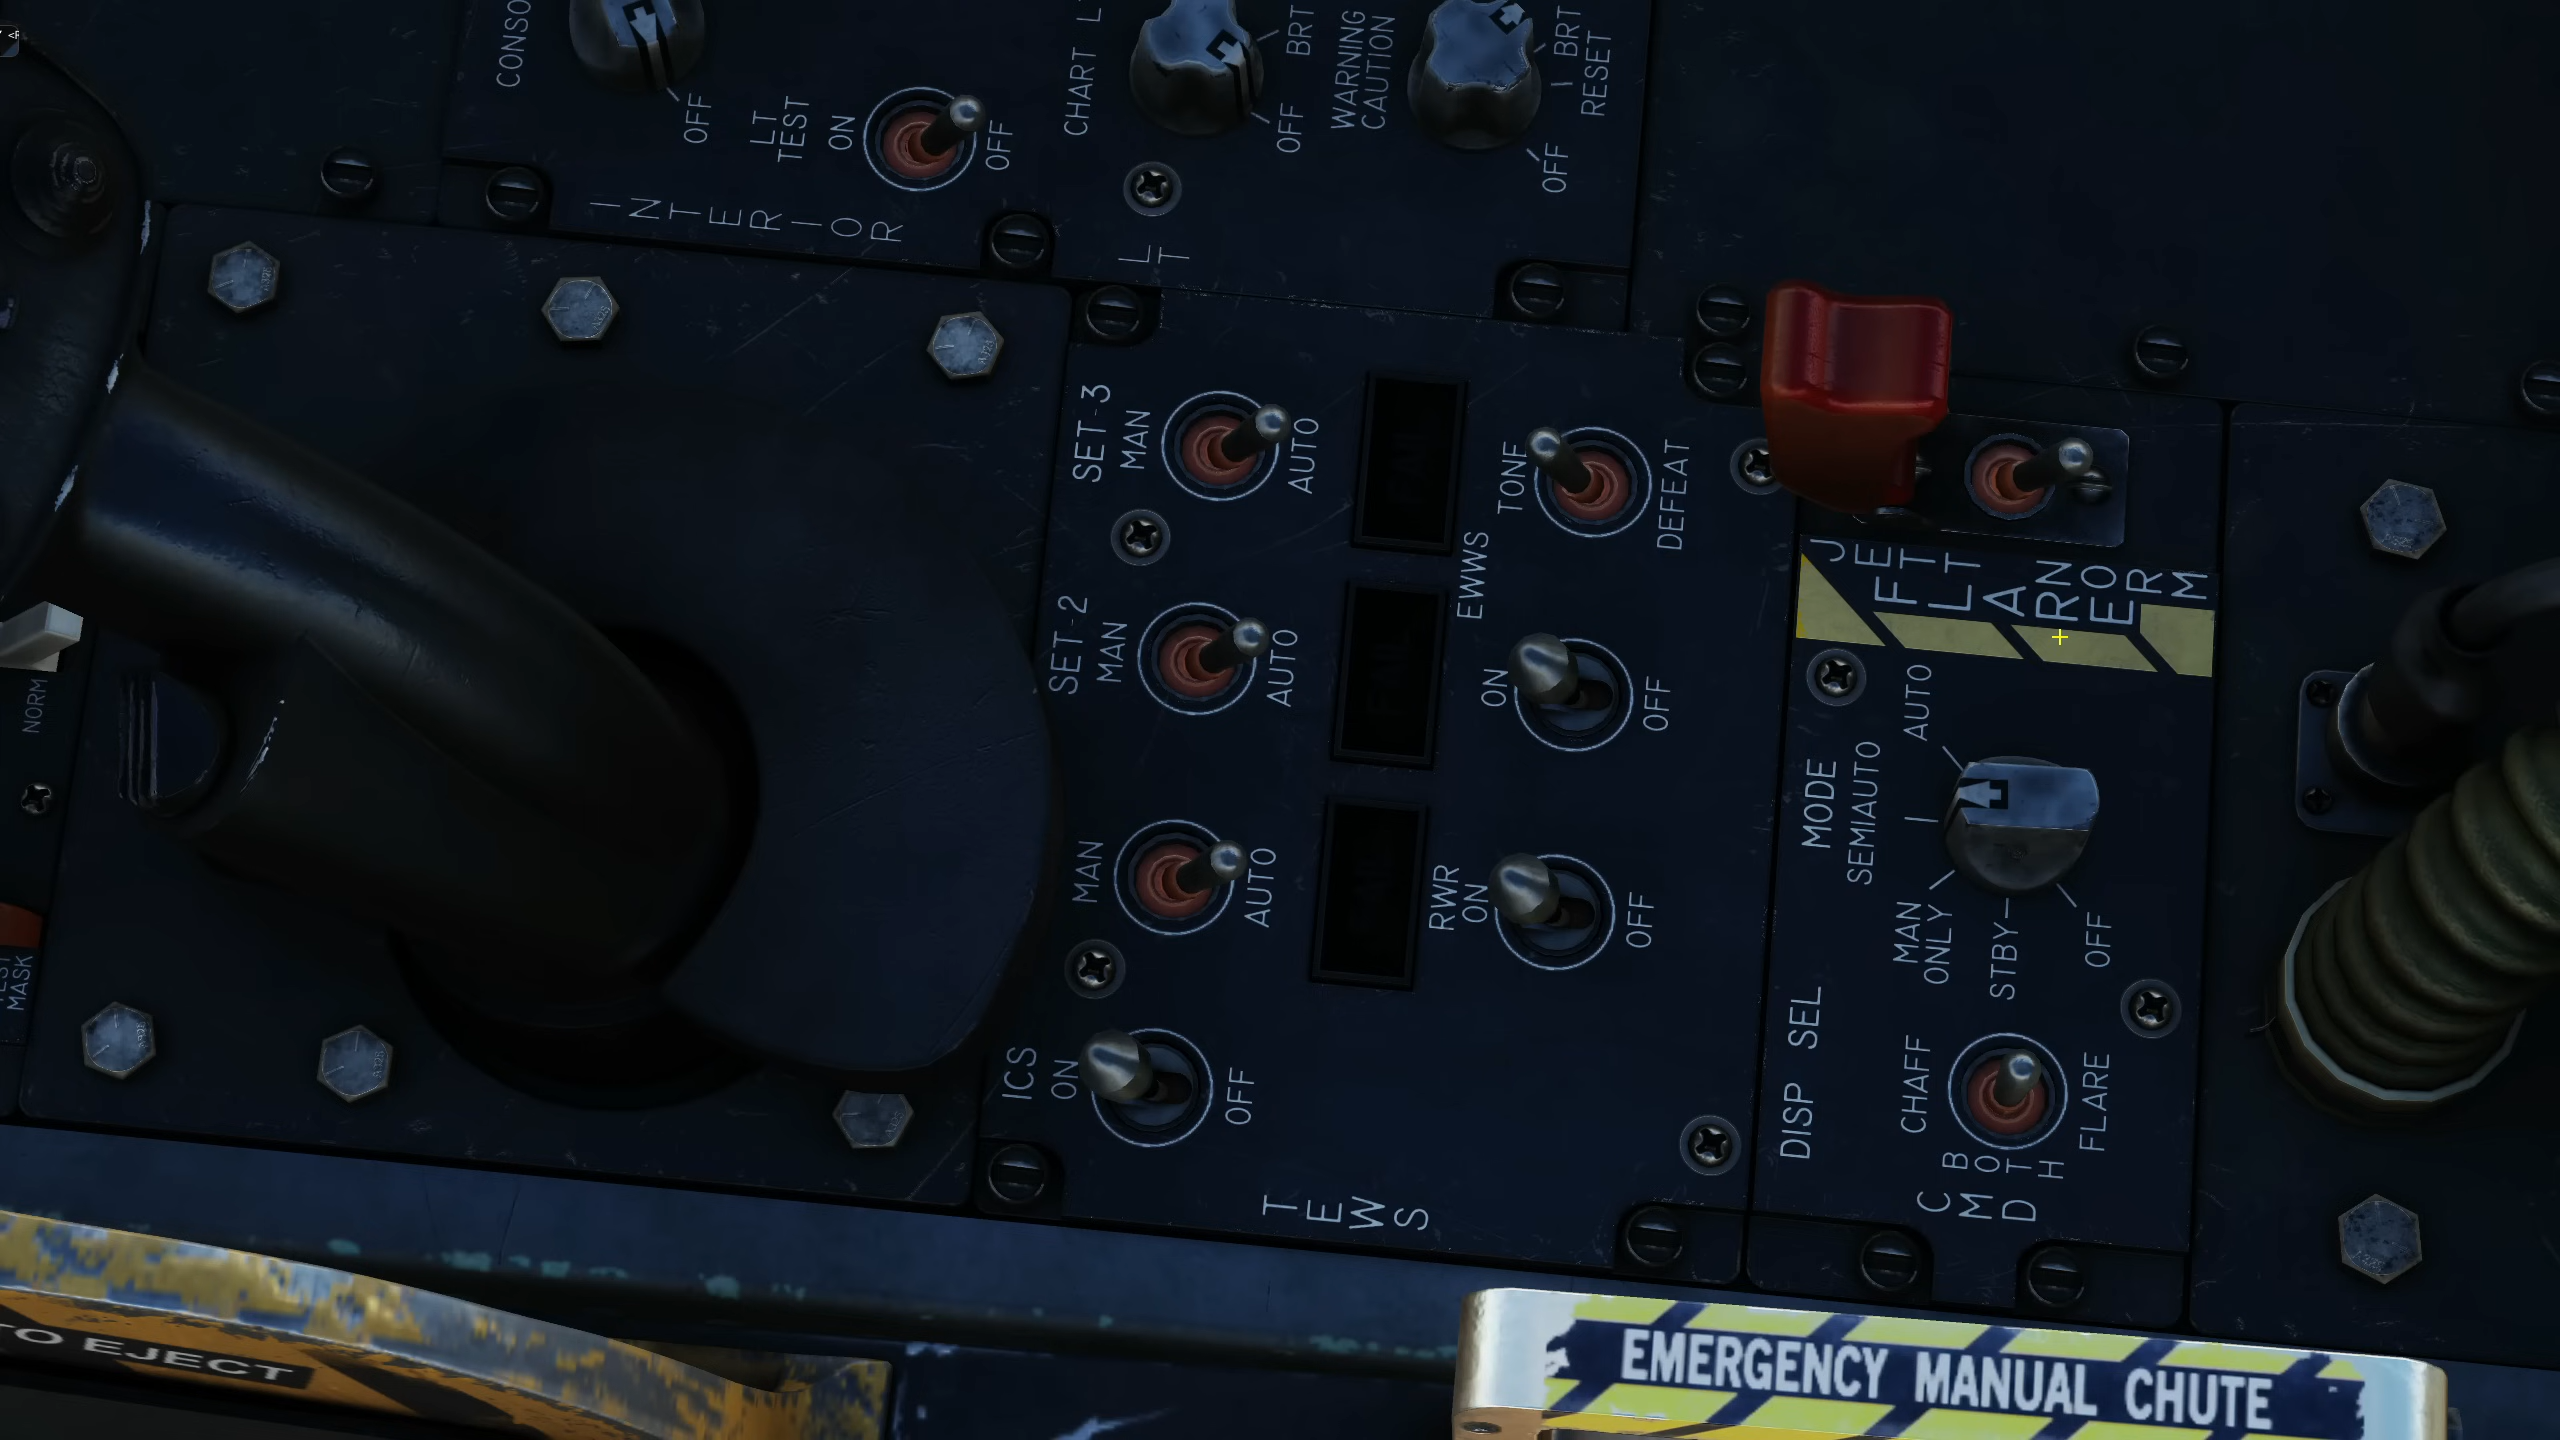 CONSO
OFF
LT
TEST
ON
OFF
INTERIOR
CHART L
BRT
OFF
WARNING
CAUTION
BRT
RESET
OFF
LT
SET-3
MAN
AUTO
SET-2
MAN
AUTO
MAN
AUTO
ICS
ON
OFF
EWWS
TONE
DEFEAT
ON
OFF
RWR
ON
OFF
TEWS
JETT
FLARE
NORM
MODE
AUTO
SEMIAUTO
MAN
ONLY
STBY
OFF
DISP SEL
CHAFF
BOTH
FLARE
CMD
NORM
MASK
TO EJECT
EMERGENCY MANUAL CHUTE